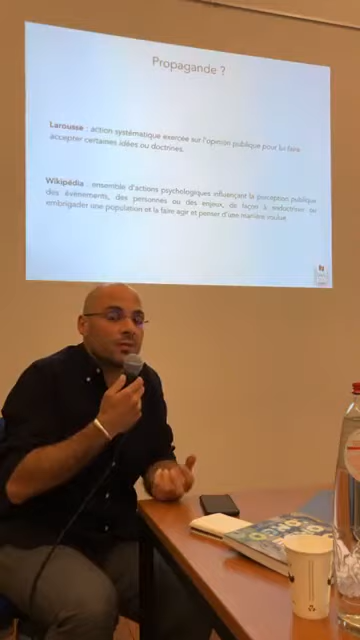 Propagande ?
Larousse : action systématique exercée sur l'opinion publique pour lui faire
accepter certaines idées ou doctrines.
Wikipédia : ensemble d'actions psychologiques influençant la perception publique
des évènements, des personnes ou des enjeux, de façon à endoctriner ou
embrigader une population et la faire agir et penser d'une manière voulue.